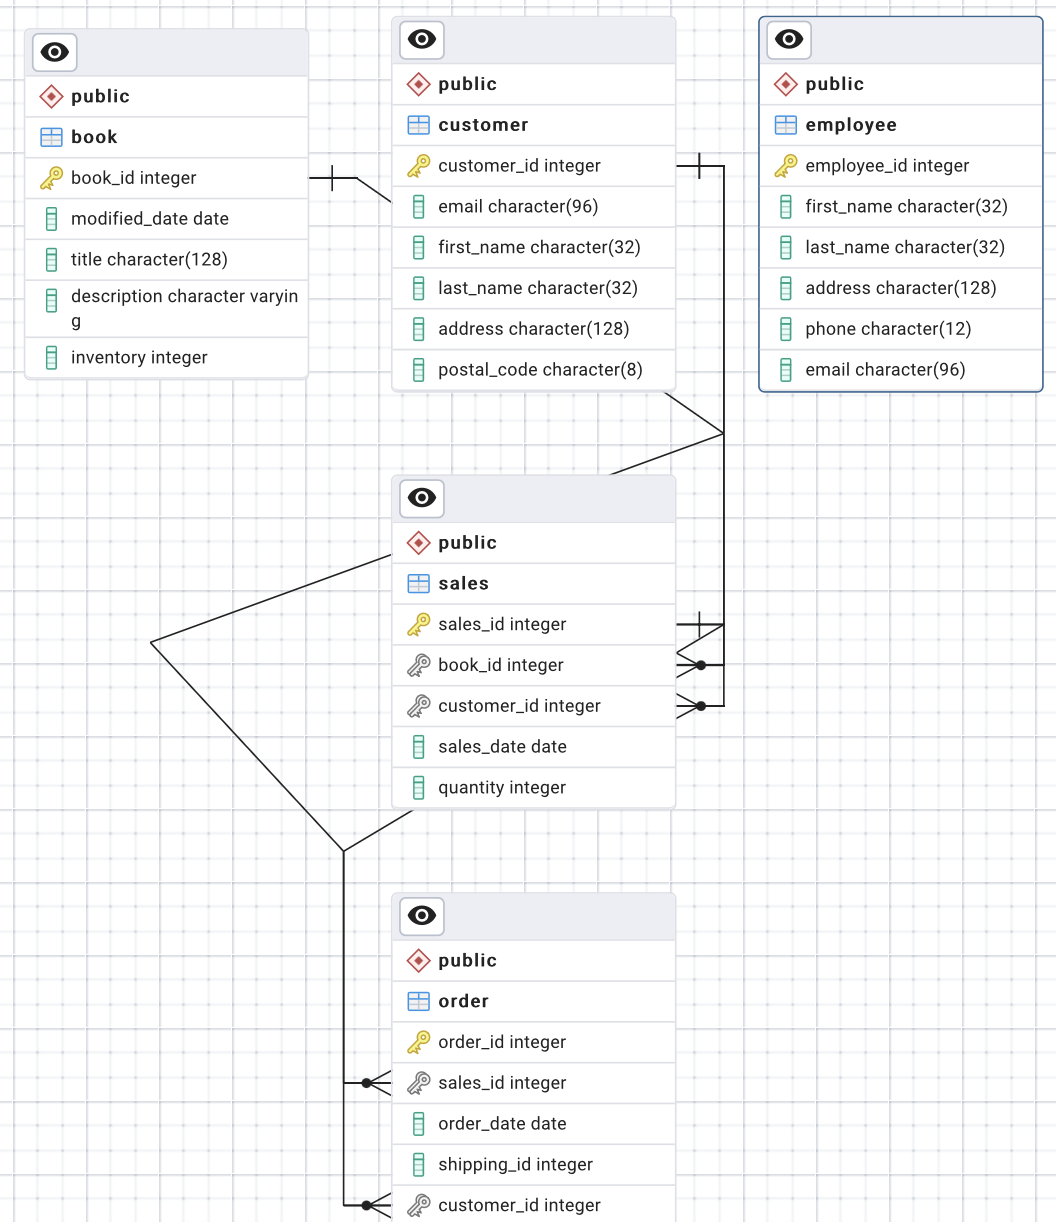 public
book
book_id integer
modified_date date
title character(128)
description character varyin
g
inventory integer
public
customer
customer_id integer
email character(96)
first_name character(32)
last_name character(32)
address character(128)
postal_code character(8)
public
employee
employee_id integer
first_name character(32)
last_name character(32)
address character(128)
phone character(12)
email character(96)
public
sales
sales_id integer
book_id integer
customer_id integer
sales_date date
quantity integer
public
order
order_id integer
sales_id integer
order_date date
shipping_id integer
customer_id integer